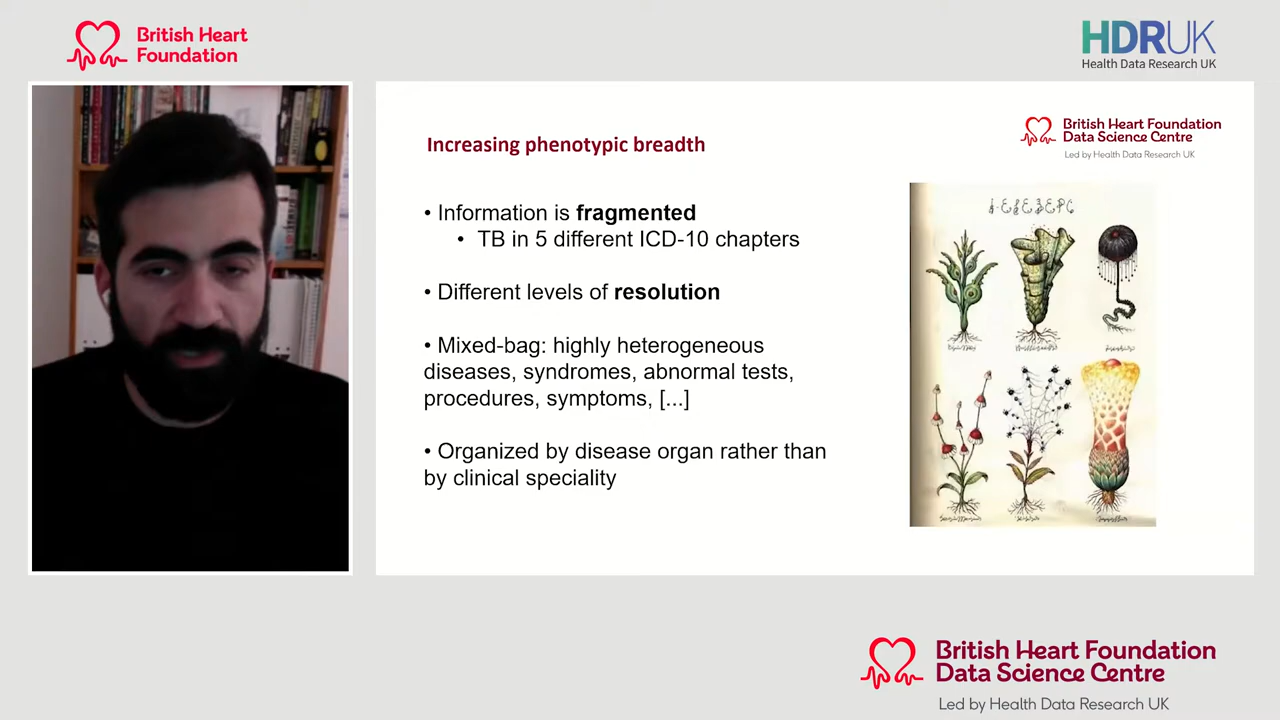 British Heart
Foundation
HDRUK
Health Data Research UK
Increasing phenotypic breadth
British Heart Foundation
Data Science Centre
Led by Health Data Research UK
• Information is fragmented
• TB in 5 different ICD-10 chapters
• Different levels of resolution
• Mixed-bag: highly heterogeneous
diseases, syndromes, abnormal tests,
procedures, symptoms, [...]
• Organized by disease organ rather than
by clinical speciality
British Heart Foundation
Data Science Centre
Led by Health Data Research UK